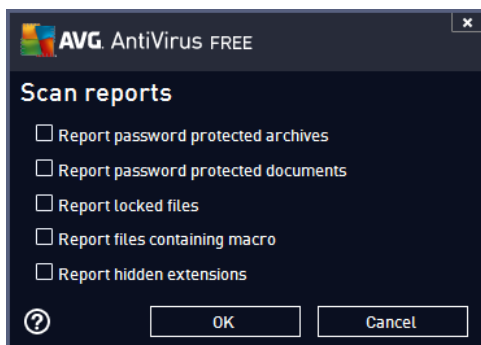 AVG. AntiVirus FREE
x
Scan reports
Report password protected archives
Report password protected documents
Report locked files
Report files containing macro
Report hidden extensions
?
OK
Cancel